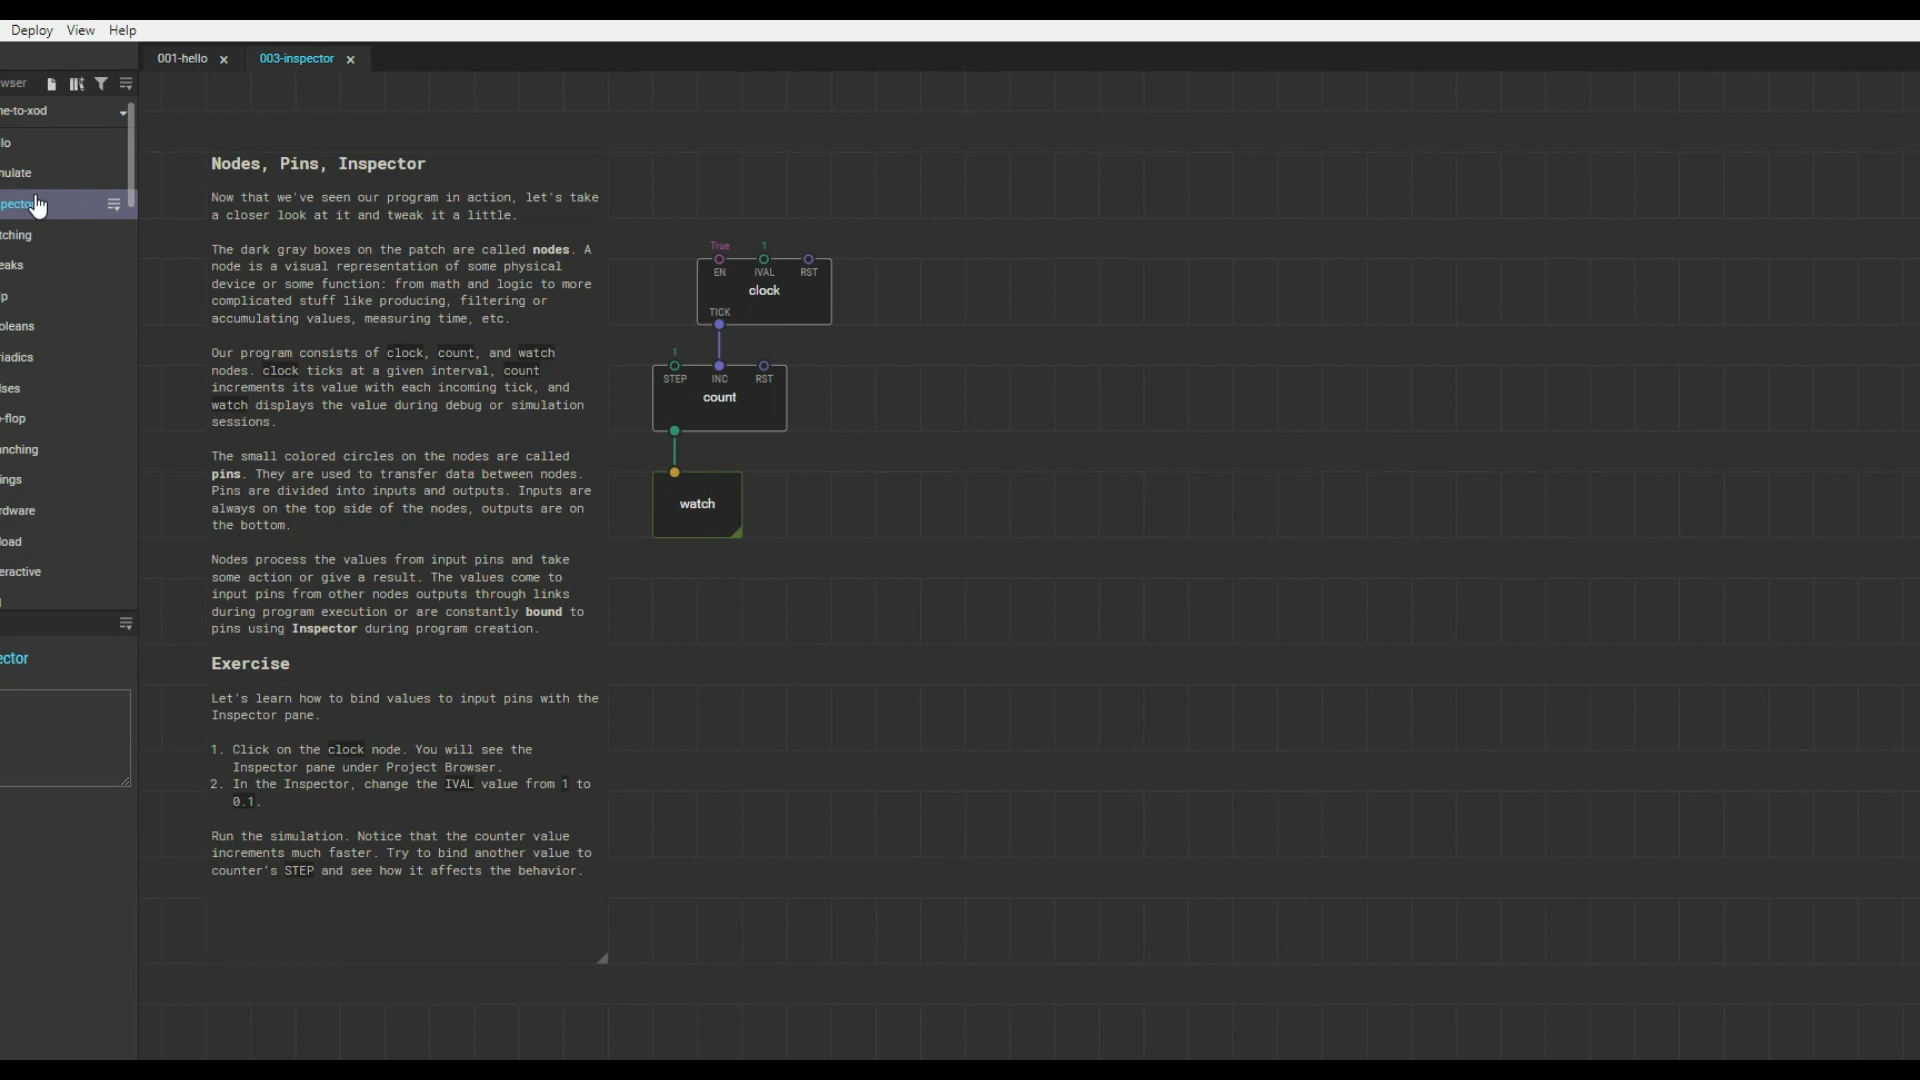 Deploy View Help
001-hello
003-inspector
wser
ne-to-xod
lo
nulate
spector
tching
eaks
lp
oleans
riadics
lses
-flop
anching
ings
rdware
load
eractive
ector
Nodes, Pins, Inspector
Now that we've seen our program in action, let's take
a closer look at it and tweak it a little.
The dark gray boxes on the patch are called nodes. A
node is a visual representation of some physical
device or some function: from math and logic to more
complicated stuff like producing, filtering or
accumulating values, measuring time, etc.
Our program consists of clock, count, and watch
nodes. clock ticks at a given interval, count
increments its value with each incoming tick, and
watch displays the value during debug or simulation
sessions.
The small colored circles on the nodes are called
pins. They are used to transfer data between nodes.
Pins are divided into inputs and outputs. Inputs are
always on the top side of the nodes, outputs are on
the bottom.
Nodes process the values from input pins and take
some action or give a result. The values come to
input pins from other nodes outputs through links
during program execution or are constantly bound to
pins using Inspector during program creation.
Exercise
Let's learn how to bind values to input pins with the
Inspector pane.
1. Click on the clock node. You will see the
Inspector pane under Project Browser.
2. In the Inspector, change the IVAL value from 1 to
0.1.
Run the simulation. Notice that the counter value
increments much faster. Try to bind another value to
counter's STEP and see how it affects the behavior.
True 1
EN IVAL RST
clock
TICK
1
STEP INC RST
count
watch